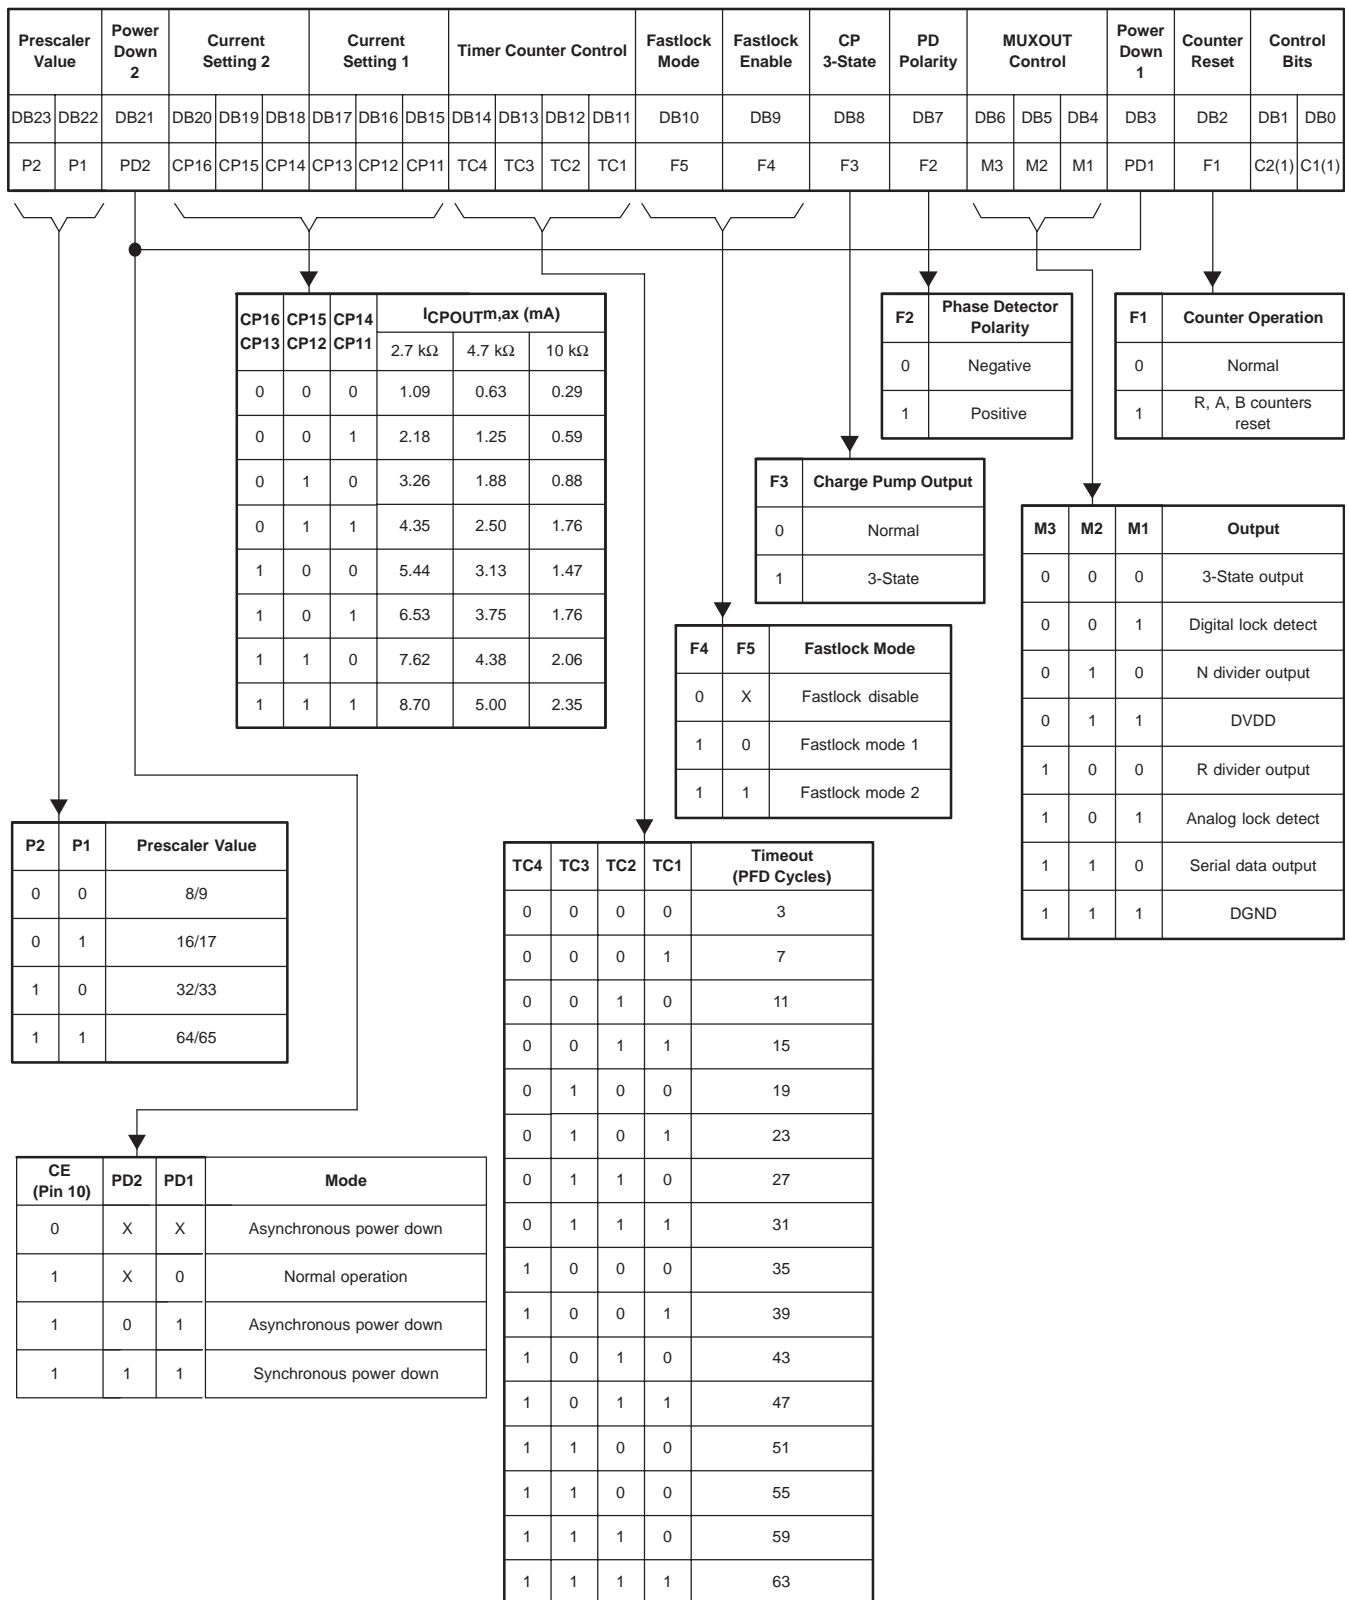 Prescaler Value | Power Down 2 | Current Setting 2 | Current Setting 1 | Timer Counter Control | Fastlock Mode | Fastlock Enable | CP 3-State | PD Polarity | MUXOUT Control | Power Down 1 | Counter Reset | Control Bits
DB23 DB22 DB21 DB20 DB19 DB18 DB17 DB16 DB15 DB14 DB13 DB12 DB11 DB10 DB9 DB8 DB7 DB6 DB5 DB4 DB3 DB2 DB1 DB0
P2 P1 PD2 CP16 CP15 CP14 CP13 CP12 CP11 TC4 TC3 TC2 TC1 F5 F4 F3 F2 M3 M2 M1 PD1 F1 C2(1) C1(1)
CP16 CP15 CP14 ICPOUTm,ax (mA)
CP13 CP12 CP11 2.7 kΩ 4.7 kΩ 10 kΩ
0 0 0 1.09 0.63 0.29
0 0 1 2.18 1.25 0.59
0 1 0 3.26 1.88 0.88
0 1 1 4.35 2.50 1.76
1 0 0 5.44 3.13 1.47
1 0 1 6.53 3.75 1.76
1 1 0 7.62 4.38 2.06
1 1 1 8.70 5.00 2.35
F2 Phase Detector Polarity
0 Negative
1 Positive
F1 Counter Operation
0 Normal
1 R, A, B counters reset
F3 Charge Pump Output
0 Normal
1 3-State
M3 M2 M1 Output
0 0 0 3-State output
0 0 1 Digital lock detect
0 1 0 N divider output
0 1 1 DVDD
1 0 0 R divider output
1 0 1 Analog lock detect
1 1 0 Serial data output
1 1 1 DGND
F4 F5 Fastlock Mode
0 X Fastlock disable
1 0 Fastlock mode 1
1 1 Fastlock mode 2
P2 P1 Prescaler Value
0 0 8/9
0 1 16/17
1 0 32/33
1 1 64/65
TC4 TC3 TC2 TC1 Timeout (PFD Cycles)
0 0 0 0 3
0 0 0 1 7
0 0 1 0 11
0 0 1 1 15
0 1 0 0 19
0 1 0 1 23
0 1 1 0 27
0 1 1 1 31
1 0 0 0 35
1 0 0 1 39
1 0 1 0 43
1 0 1 1 47
1 1 0 0 51
1 1 0 0 55
1 1 1 0 59
1 1 1 1 63
CE (Pin 10) PD2 PD1 Mode
0 X X Asynchronous power down
1 X 0 Normal operation
1 0 1 Asynchronous power down
1 1 1 Synchronous power down